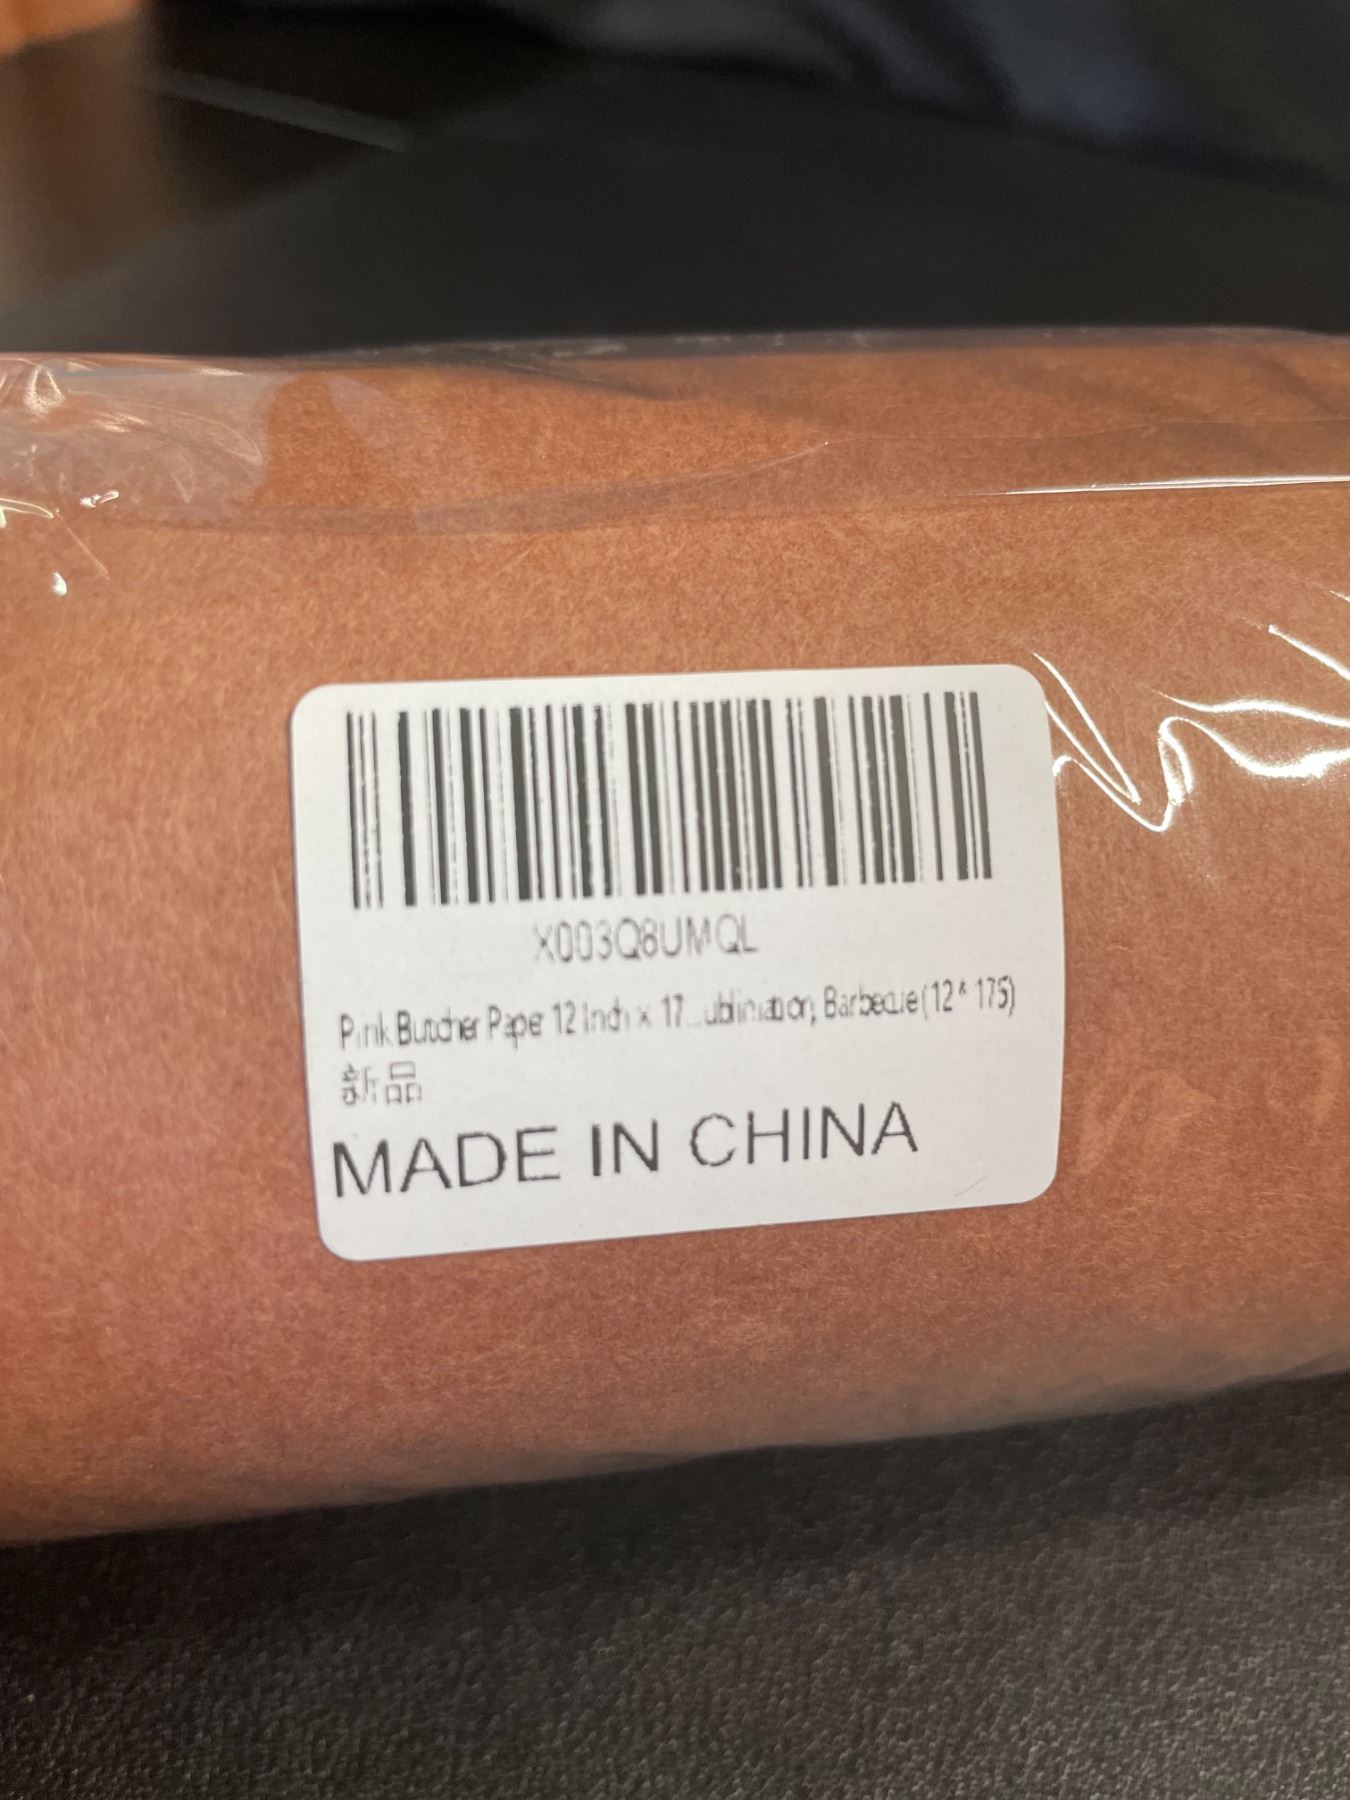 X003Q8UMQL
Pink Butcher Paper 12 Inch x 17...ublimation, Barbecue(12*175)
新品
MADE IN CHINA